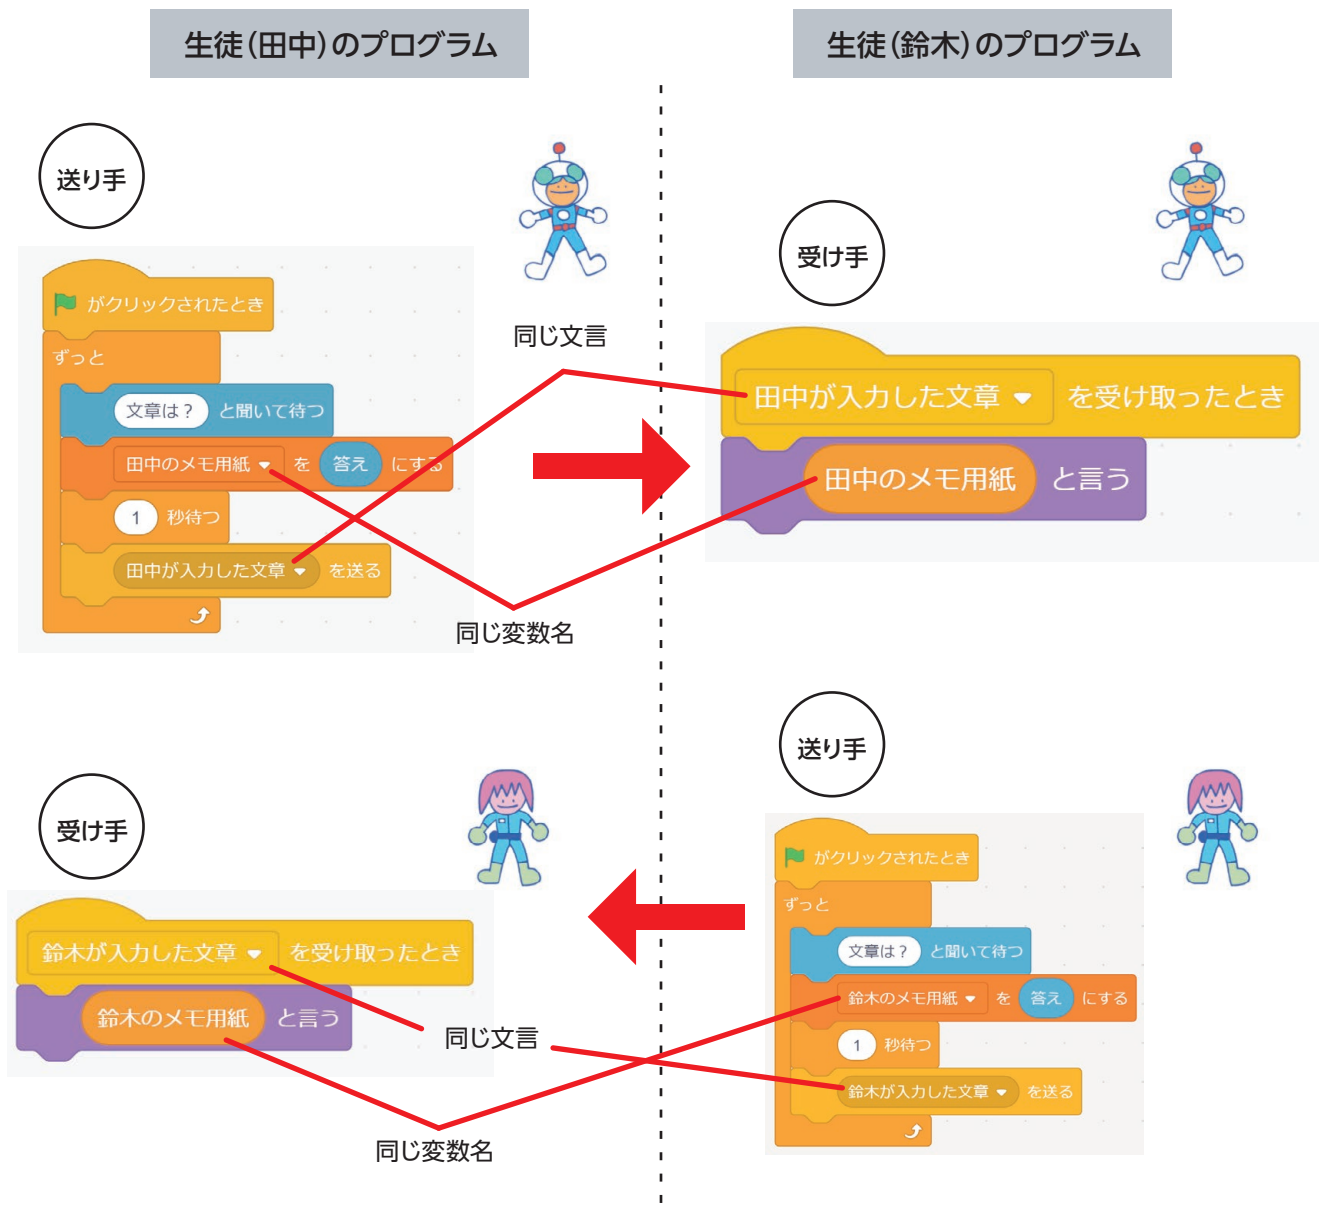 生徒(田中)のプログラム
生徒(鈴木)のプログラム
送り手
がクリックされたとき
ずっと
文章は? と聞いて待つ
田中のメモ用紙 を 答え にする
1 秒待つ
田中が入力した文章 を送る
同じ文言
同じ変数名
受け手
田中が入力した文章 を受け取ったとき
田中のメモ用紙 と言う
受け手
鈴木が入力した文章 を受け取ったとき
鈴木のメモ用紙 と言う
同じ文言
同じ変数名
送り手
がクリックされたとき
ずっと
文章は? と聞いて待つ
鈴木のメモ用紙 を 答え にする
1 秒待つ
鈴木が入力した文章 を送る